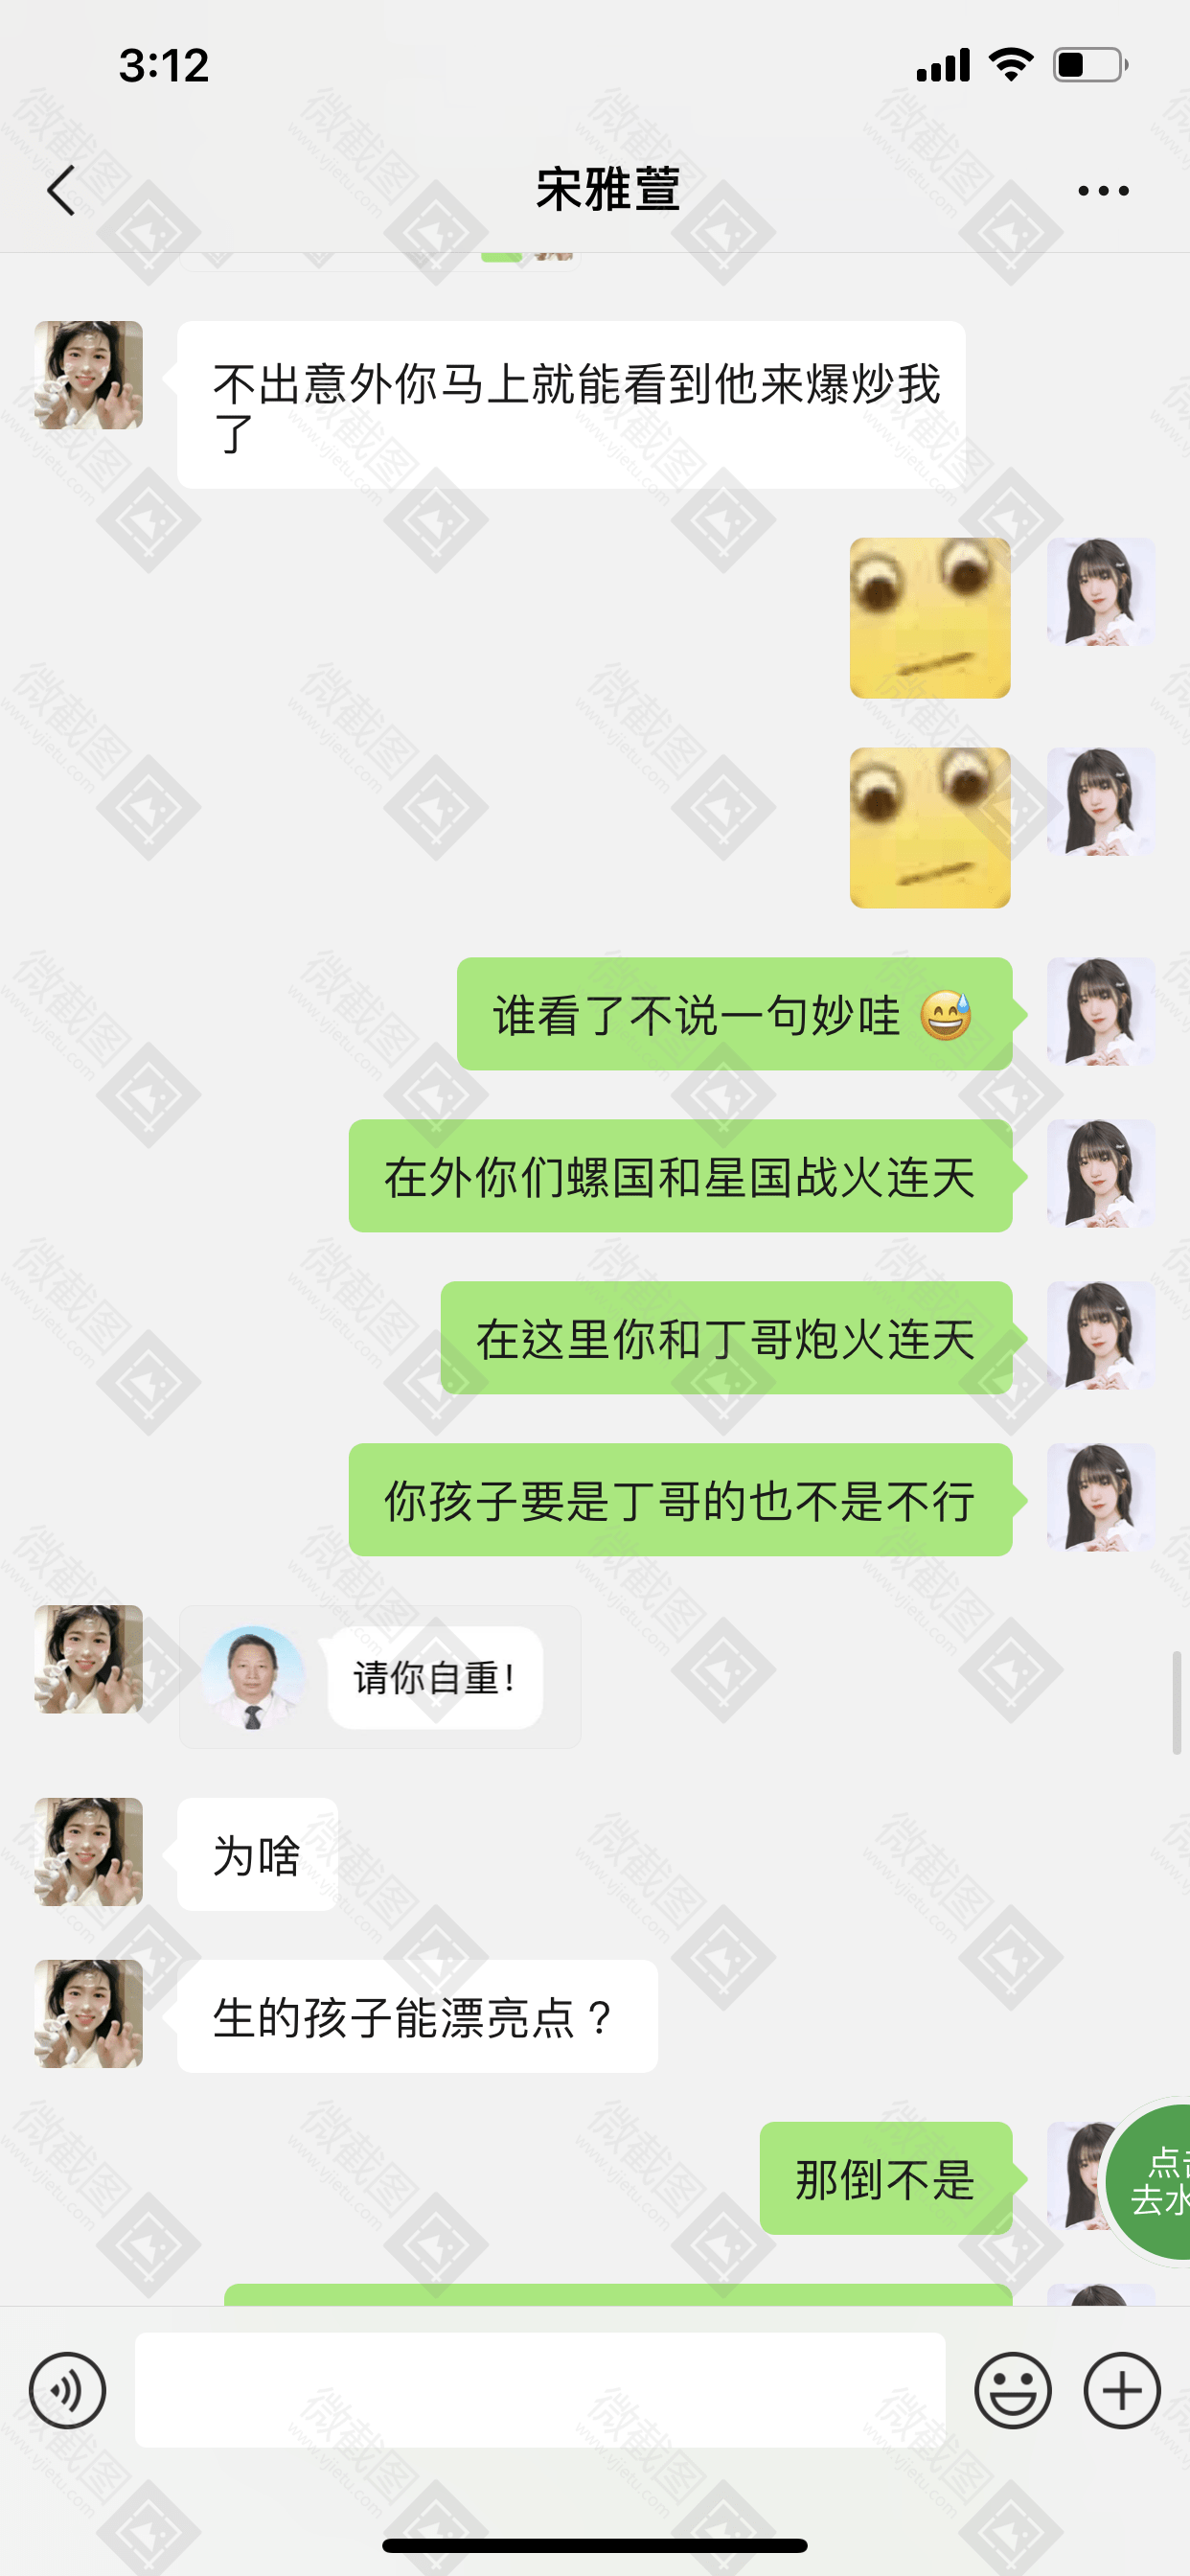 3:12
宋雅萱
不出意外你马上就能看到他来爆炒我
了
谁看了不说一句妙哇 😅
在外你们螺国和星国战火连天
在这里你和丁哥炮火连天
你孩子要是丁哥的也不是不行
请你自重!
为啥
生的孩子能漂亮点？
那倒不是
点击
去水
微截图
www.vjietu.com